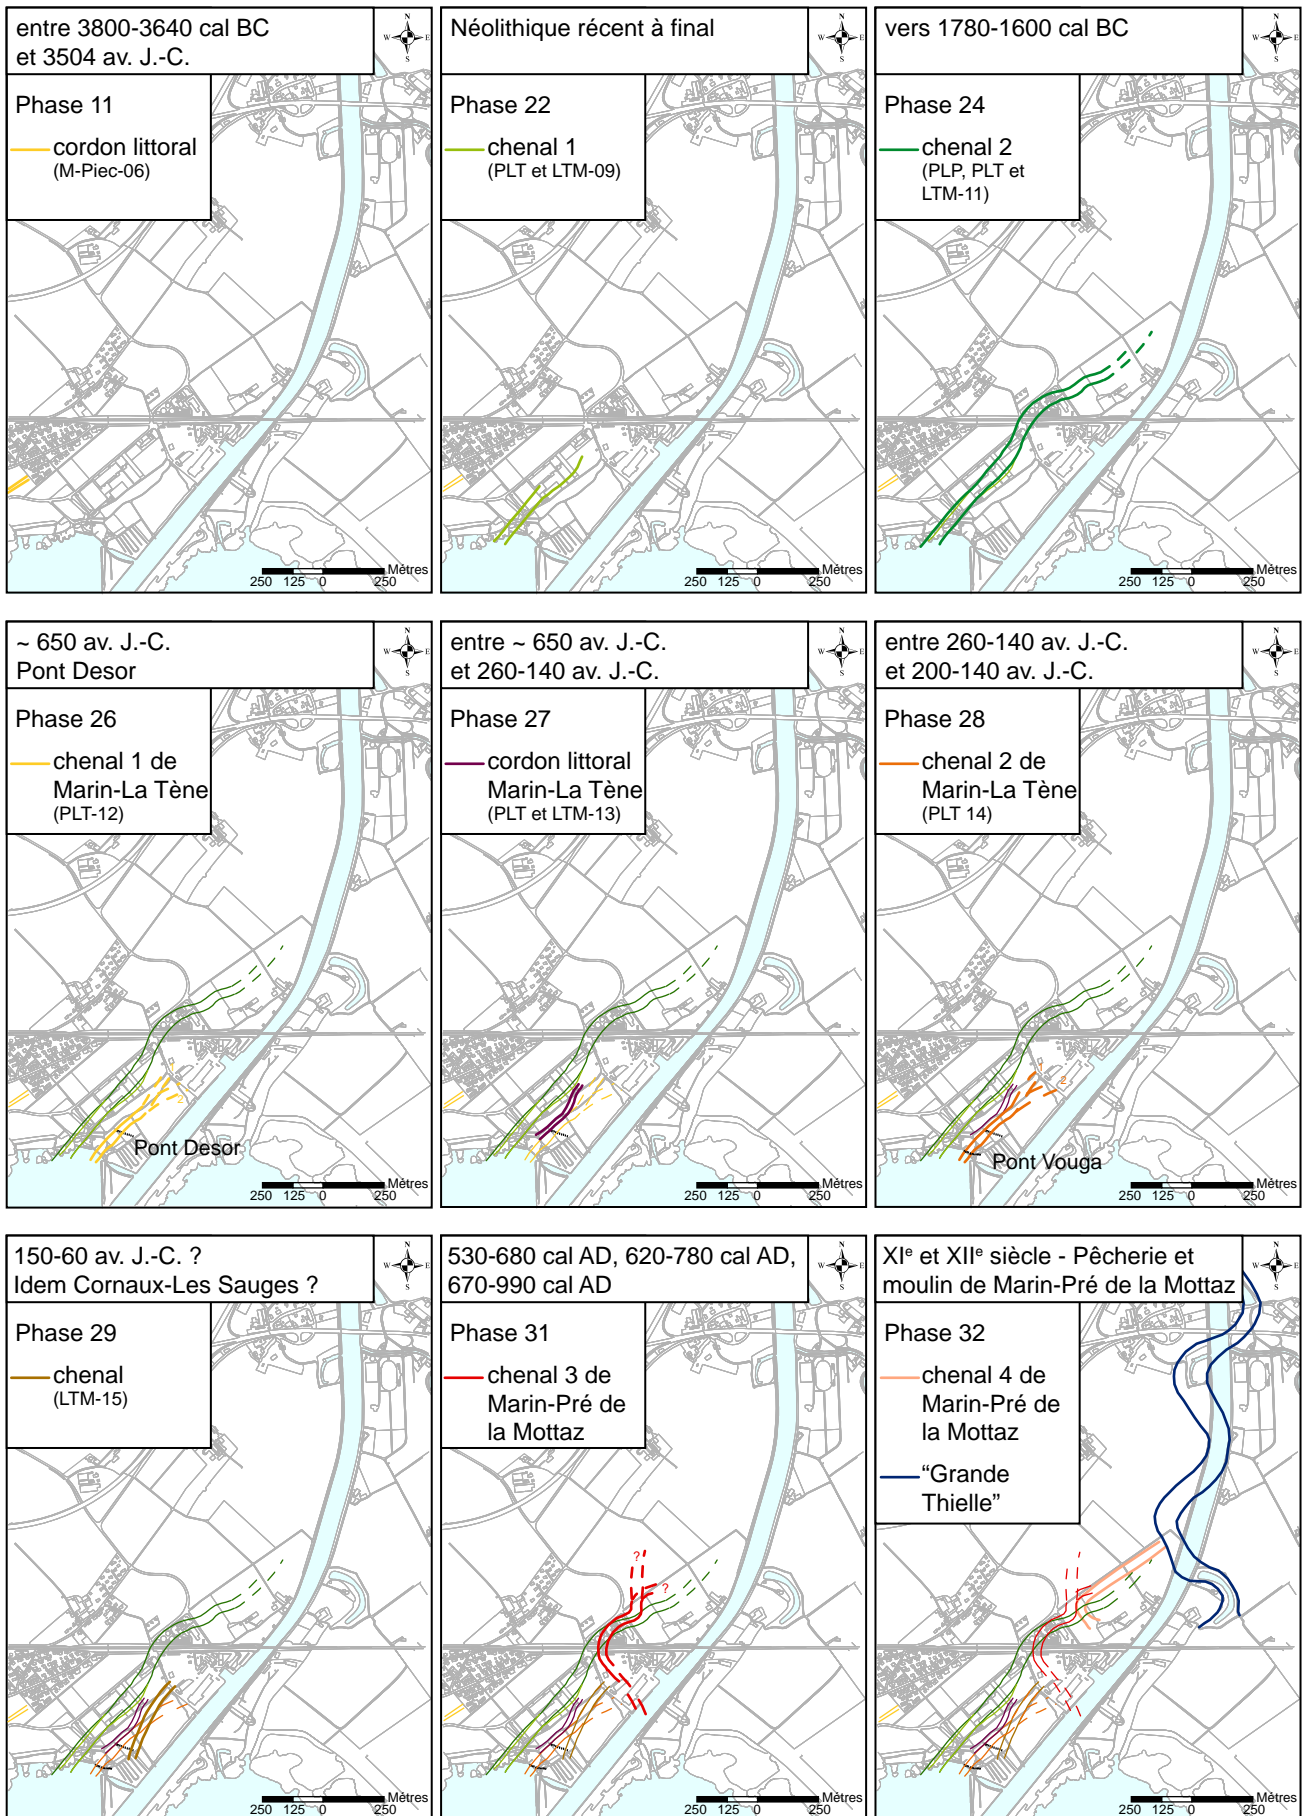 entre 3800-3640 cal BC
et 3504 av. J.-C.
N
W E
S
Phase 11
cordon littoral
(M-Piec-06)
Mètres
250 125 0 250
Néolithique récent à final
N
W E
S
Phase 22
chenal 1
(PLT et LTM-09)
Mètres
250 125 0 250
vers 1780-1600 cal BC
N
W E
S
Phase 24
chenal 2
(PLP, PLT et
LTM-11)
Mètres
250 125 0 250
~ 650 av. J.-C.
Pont Desor
N
W E
S
Phase 26
chenal 1 de
Marin-La Tène
(PLT-12)
1
2
Pont Desor
Mètres
250 125 0 250
entre ~ 650 av. J.-C.
et 260-140 av. J.-C.
N
W E
S
Phase 27
cordon littoral
Marin-La Tène
(PLT et LTM-13)
Mètres
250 125 0 250
entre 260-140 av. J.-C.
et 200-140 av. J.-C.
N
W E
S
Phase 28
chenal 2 de
Marin-La Tène
(PLT 14)
1
2
Pont Vouga
Mètres
250 125 0 250
150-60 av. J.-C. ?
Idem Cornaux-Les Sauges ?
N
W E
S
Phase 29
chenal
(LTM-15)
Mètres
250 125 0 250
530-680 cal AD, 620-780 cal AD,
670-990 cal AD
N
W E
S
Phase 31
chenal 3 de
Marin-Pré de
la Mottaz
?
?
Mètres
250 125 0 250
XIe et XIIe siècle - Pêcherie et
moulin de Marin-Pré de la Mottaz
N
W E
S
Phase 32
chenal 4 de
Marin-Pré de
la Mottaz
“Grande
Thielle”
Mètres
250 125 0 250